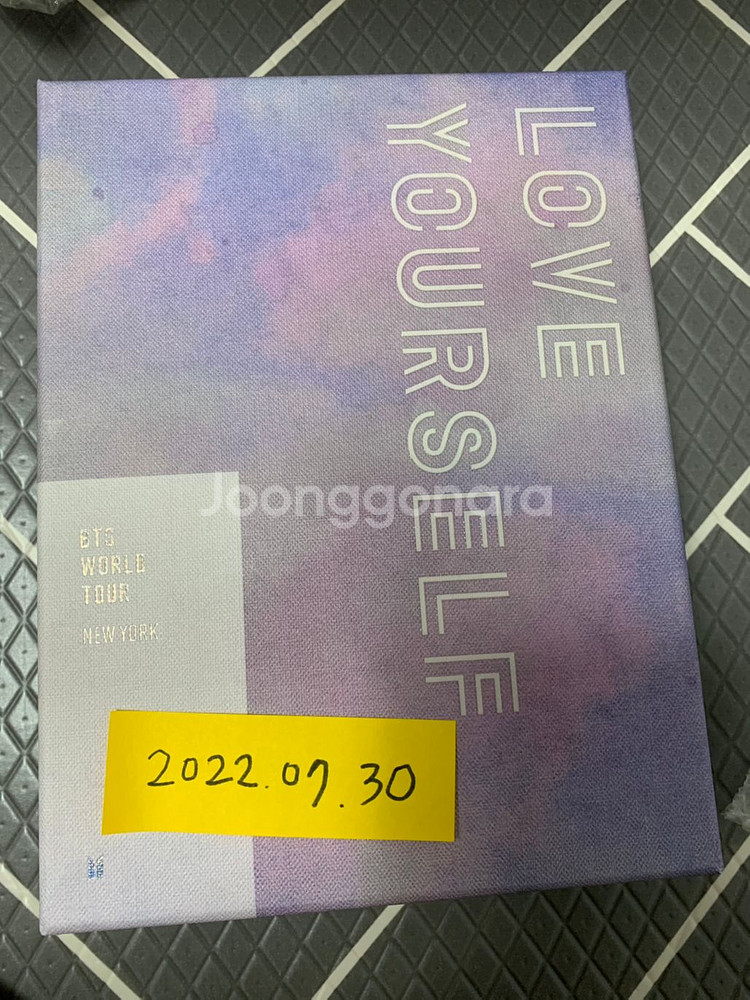 LOVE
YOURSELF
Joonggonara
BTS
WORLD
TOUR
NEW YORK
2022.07.30